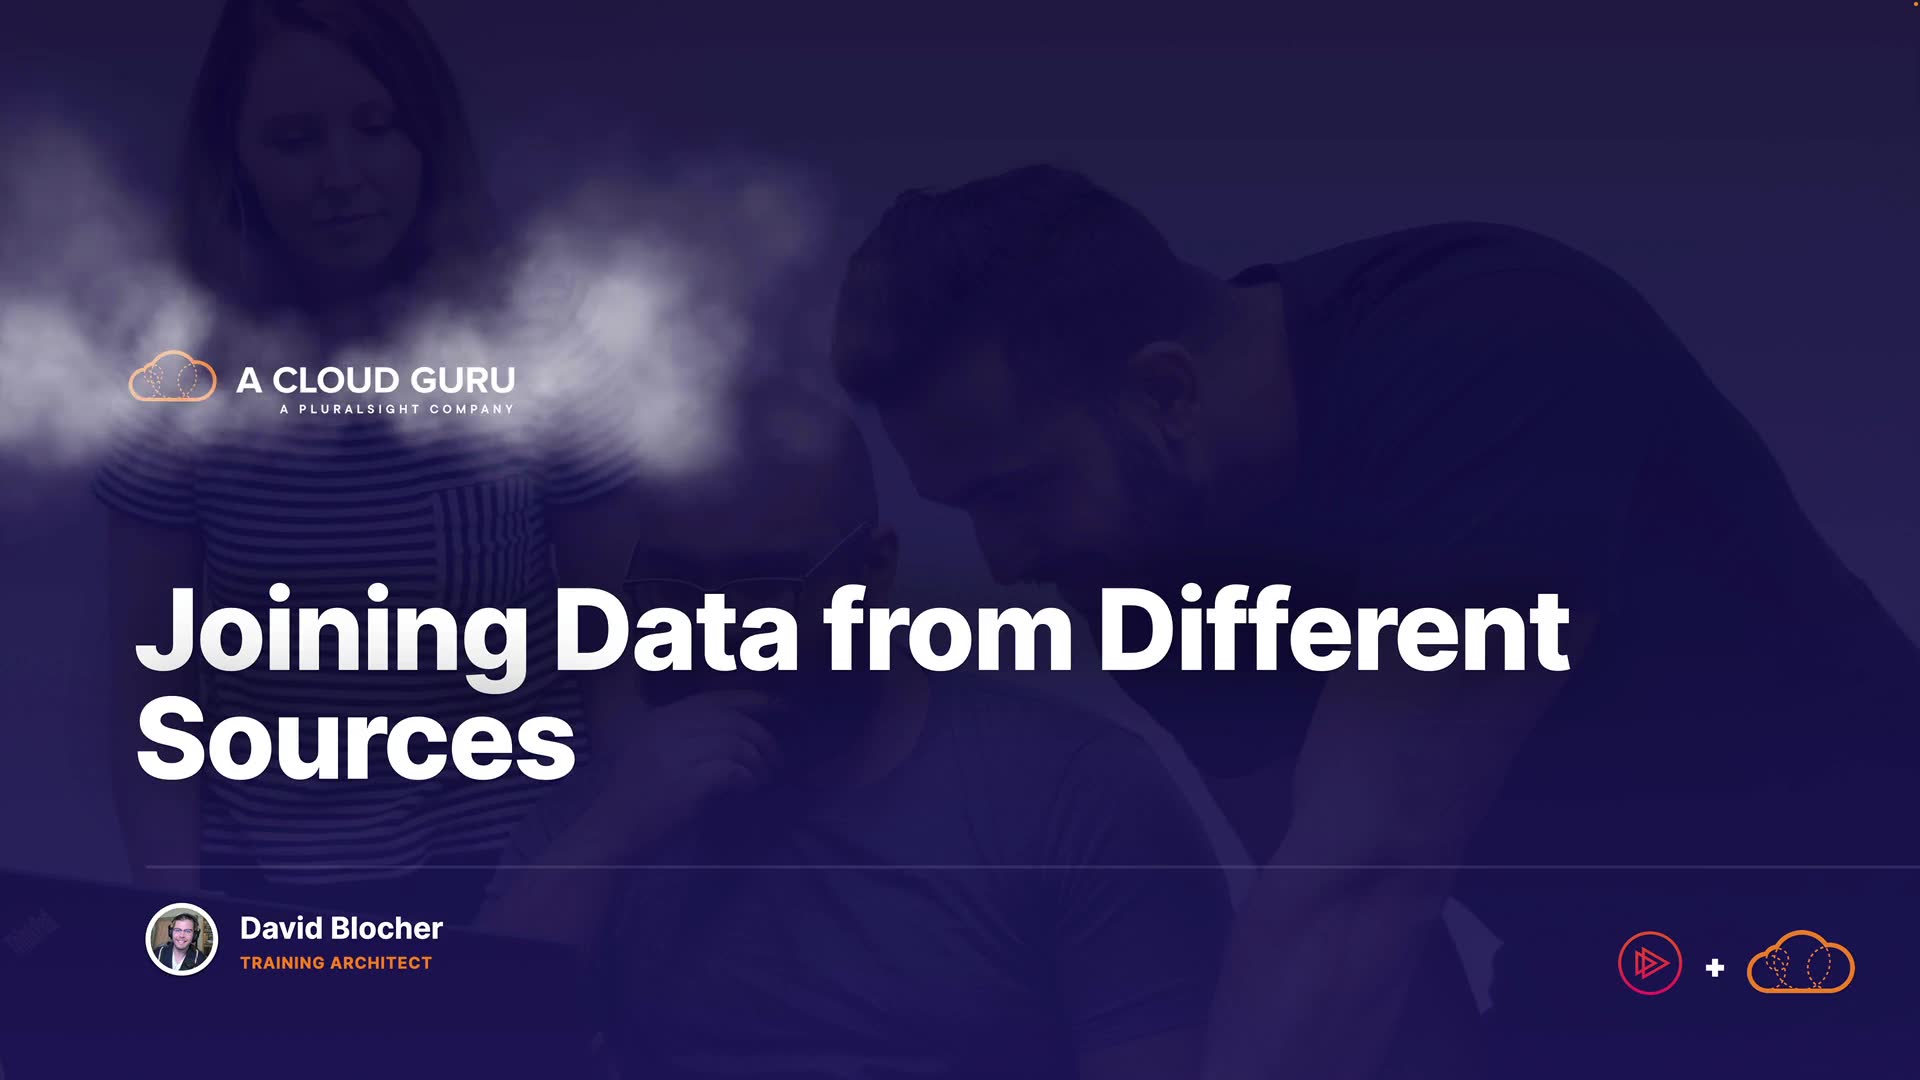 A CLOUD GURU
A PLURALSIGHT COMPANY
Joining Data from Different
Sources
David Blocher
TRAINING ARCHITECT
+